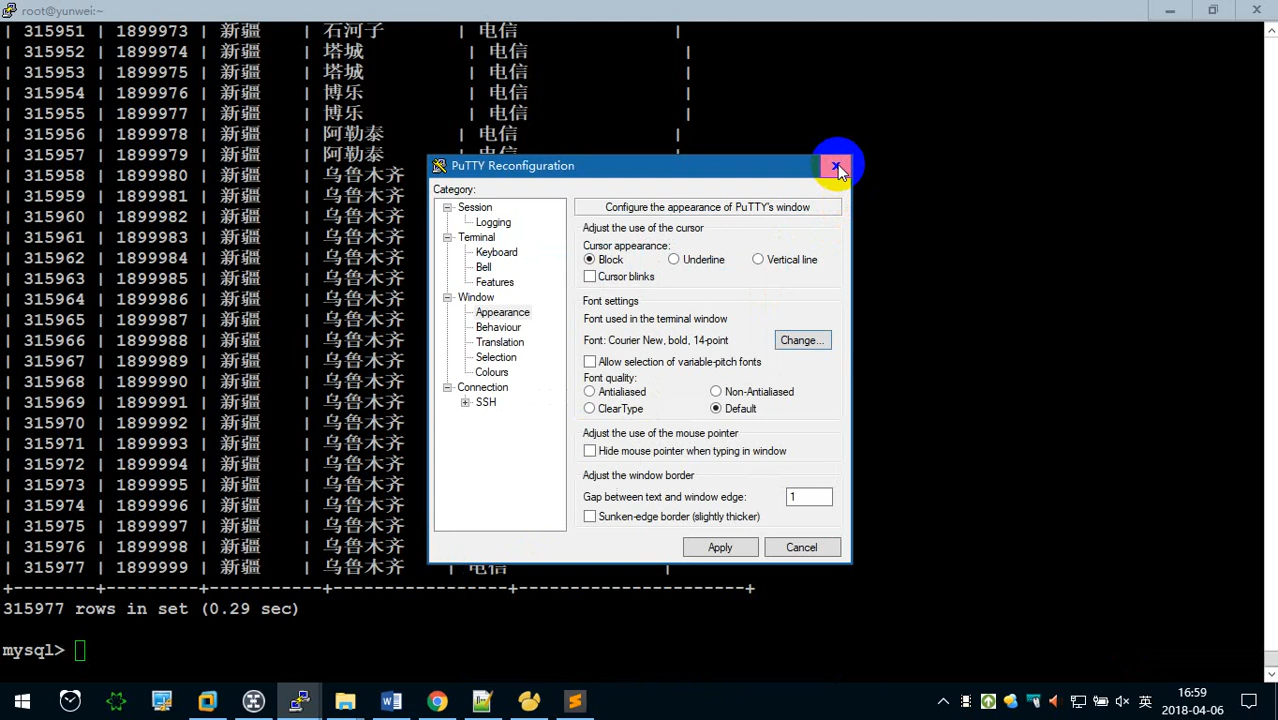 root@yunwei:~
| 315951 | 1899973 | 新疆 | 石河子 | 电信 |
| 315952 | 1899974 | 新疆 | 塔城 | 电信 |
| 315953 | 1899975 | 新疆 | 塔城 | 电信 |
| 315954 | 1899976 | 新疆 | 博乐 | 电信 |
| 315955 | 1899977 | 新疆 | 博乐 | 电信 |
| 315956 | 1899978 | 新疆 | 阿勒泰 | 电信 |
| 315957 | 1899979 | 新疆 | 阿勒泰 | 电信 |
| 315958 | 1899980 | 新疆 | 乌鲁木齐
| 315959 | 1899981 | 新疆 | 乌鲁木齐
| 315960 | 1899982 | 新疆 | 乌鲁木齐
| 315961 | 1899983 | 新疆 | 乌鲁木齐
| 315962 | 1899984 | 新疆 | 乌鲁木齐
| 315963 | 1899985 | 新疆 | 乌鲁木齐
| 315964 | 1899986 | 新疆 | 乌鲁木齐
| 315965 | 1899987 | 新疆 | 乌鲁木齐
| 315966 | 1899988 | 新疆 | 乌鲁木齐
| 315967 | 1899989 | 新疆 | 乌鲁木齐
| 315968 | 1899990 | 新疆 | 乌鲁木齐
| 315969 | 1899991 | 新疆 | 乌鲁木齐
| 315970 | 1899992 | 新疆 | 乌鲁木齐
| 315971 | 1899993 | 新疆 | 乌鲁木齐
| 315972 | 1899994 | 新疆 | 乌鲁木齐
| 315973 | 1899995 | 新疆 | 乌鲁木齐
| 315974 | 1899996 | 新疆 | 乌鲁木齐
| 315975 | 1899997 | 新疆 | 乌鲁木齐
| 315976 | 1899998 | 新疆 | 乌鲁木齐
| 315977 | 1899999 | 新疆 | 乌鲁木齐 | 电信 |
+--------+---------+--------------+----------------+---------------------+
315977 rows in set (0.29 sec)
mysql>
PuTTY Reconfiguration
Category:
Session
Logging
Terminal
Keyboard
Bell
Features
Window
Appearance
Behaviour
Translation
Selection
Colours
Connection
SSH
Configure the appearance of PuTTY's window
Adjust the use of the cursor
Cursor appearance:
Block Underline Vertical line
Cursor blinks
Font settings
Font used in the terminal window
Font: Courier New, bold, 14-point Change...
Allow selection of variable-pitch fonts
Font quality:
Antialiased Non-Antialiased
ClearType Default
Adjust the use of the mouse pointer
Hide mouse pointer when typing in window
Adjust the window border
Gap between text and window edge: 1
Sunken-edge border (slightly thicker)
Apply Cancel
英
16:59
2018-04-06